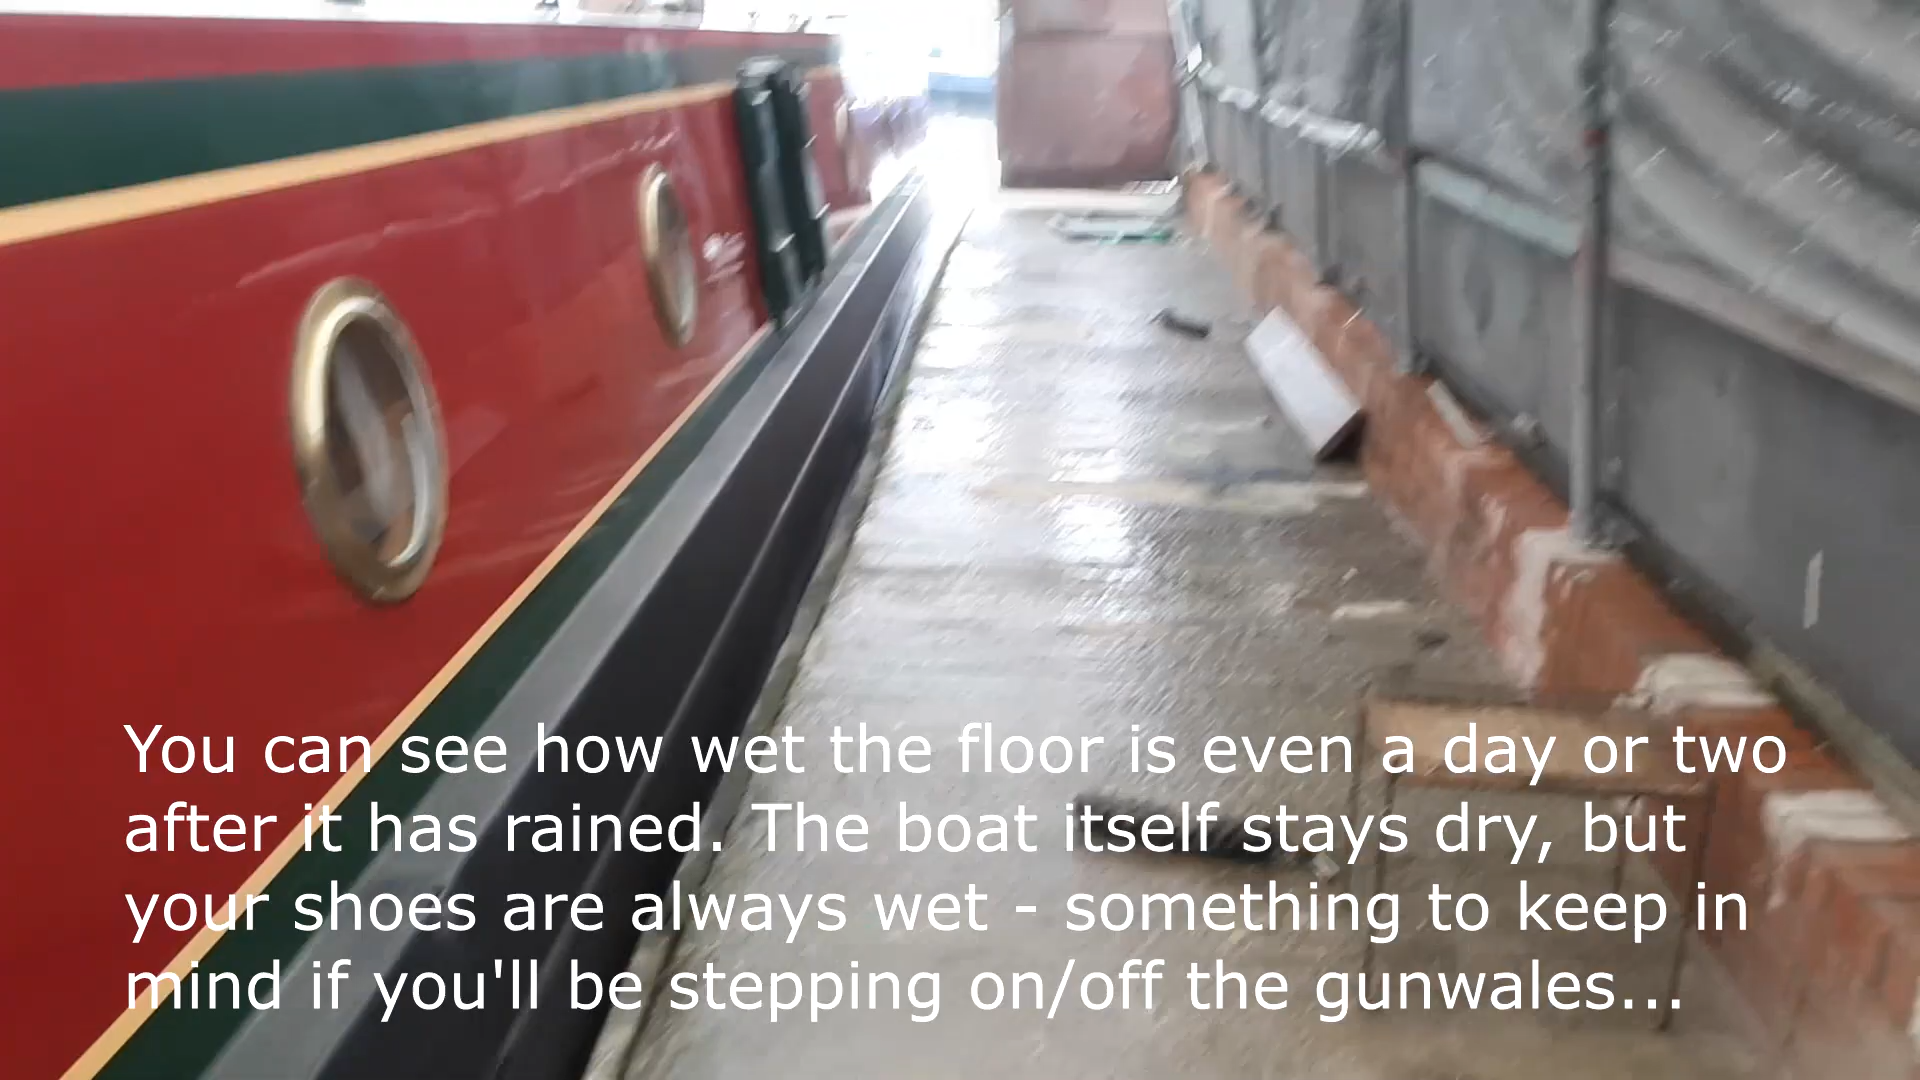 You can see how wet the floor is even a day or two
after it has rained. The boat itself stays dry, but
your shoes are always wet - something to keep in
mind if you'll be stepping on/off the gunwales...